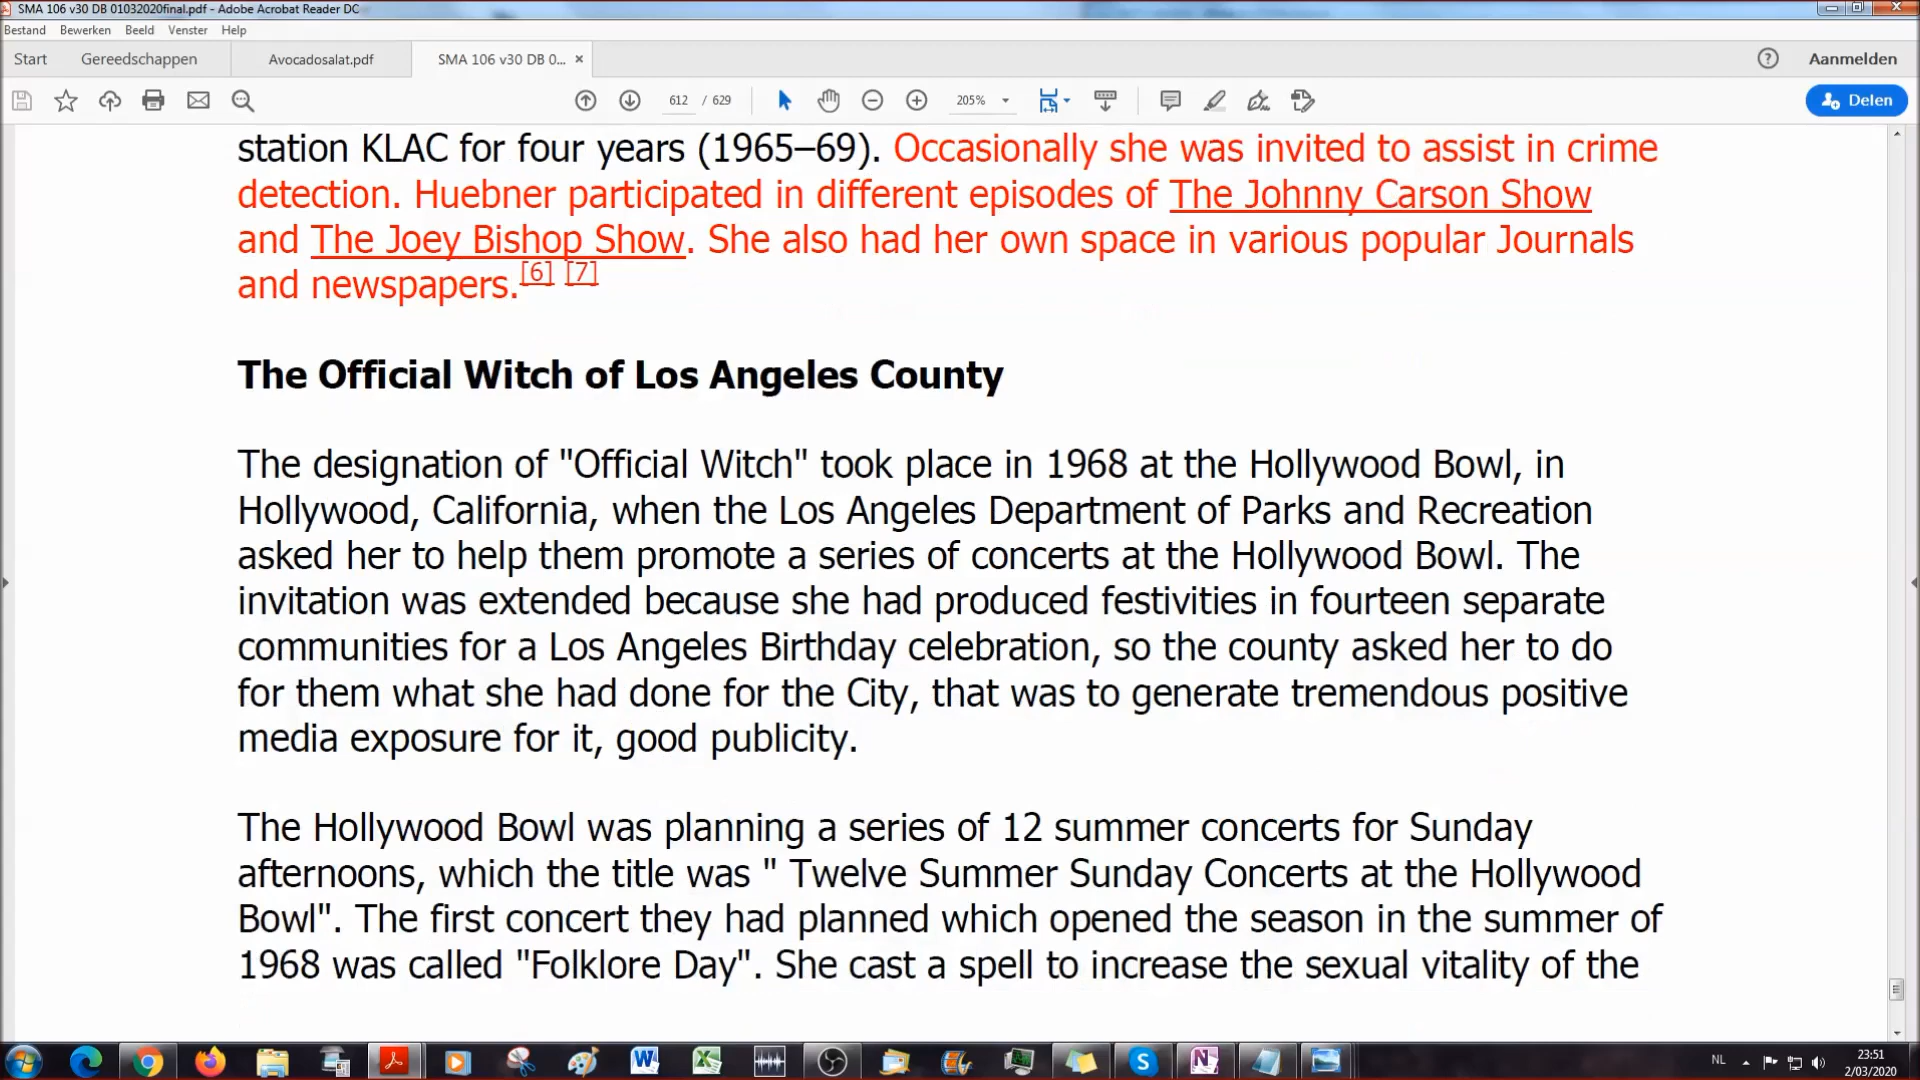 SMA 106 v30 DB 01032020final.pdf - Adobe Acrobat Reader DC
Bestand Bewerken Beeld Venster Help
Start Gereedschappen Avocadosalat.pdf SMA 106 v30 DB 0... × ? Aanmelden
612 / 629 205% Delen
station KLAC for four years (1965–69). Occasionally she was invited to assist in crime
detection. Huebner participated in different episodes of The Johnny Carson Show
and The Joey Bishop Show. She also had her own space in various popular Journals
and newspapers.[6] [7]
The Official Witch of Los Angeles County
The designation of "Official Witch" took place in 1968 at the Hollywood Bowl, in
Hollywood, California, when the Los Angeles Department of Parks and Recreation
asked her to help them promote a series of concerts at the Hollywood Bowl. The
invitation was extended because she had produced festivities in fourteen separate
communities for a Los Angeles Birthday celebration, so the county asked her to do
for them what she had done for the City, that was to generate tremendous positive
media exposure for it, good publicity.
The Hollywood Bowl was planning a series of 12 summer concerts for Sunday
afternoons, which the title was " Twelve Summer Sunday Concerts at the Hollywood
Bowl". The first concert they had planned which opened the season in the summer of
1968 was called "Folklore Day". She cast a spell to increase the sexual vitality of the
NL 23:51
2/03/2020